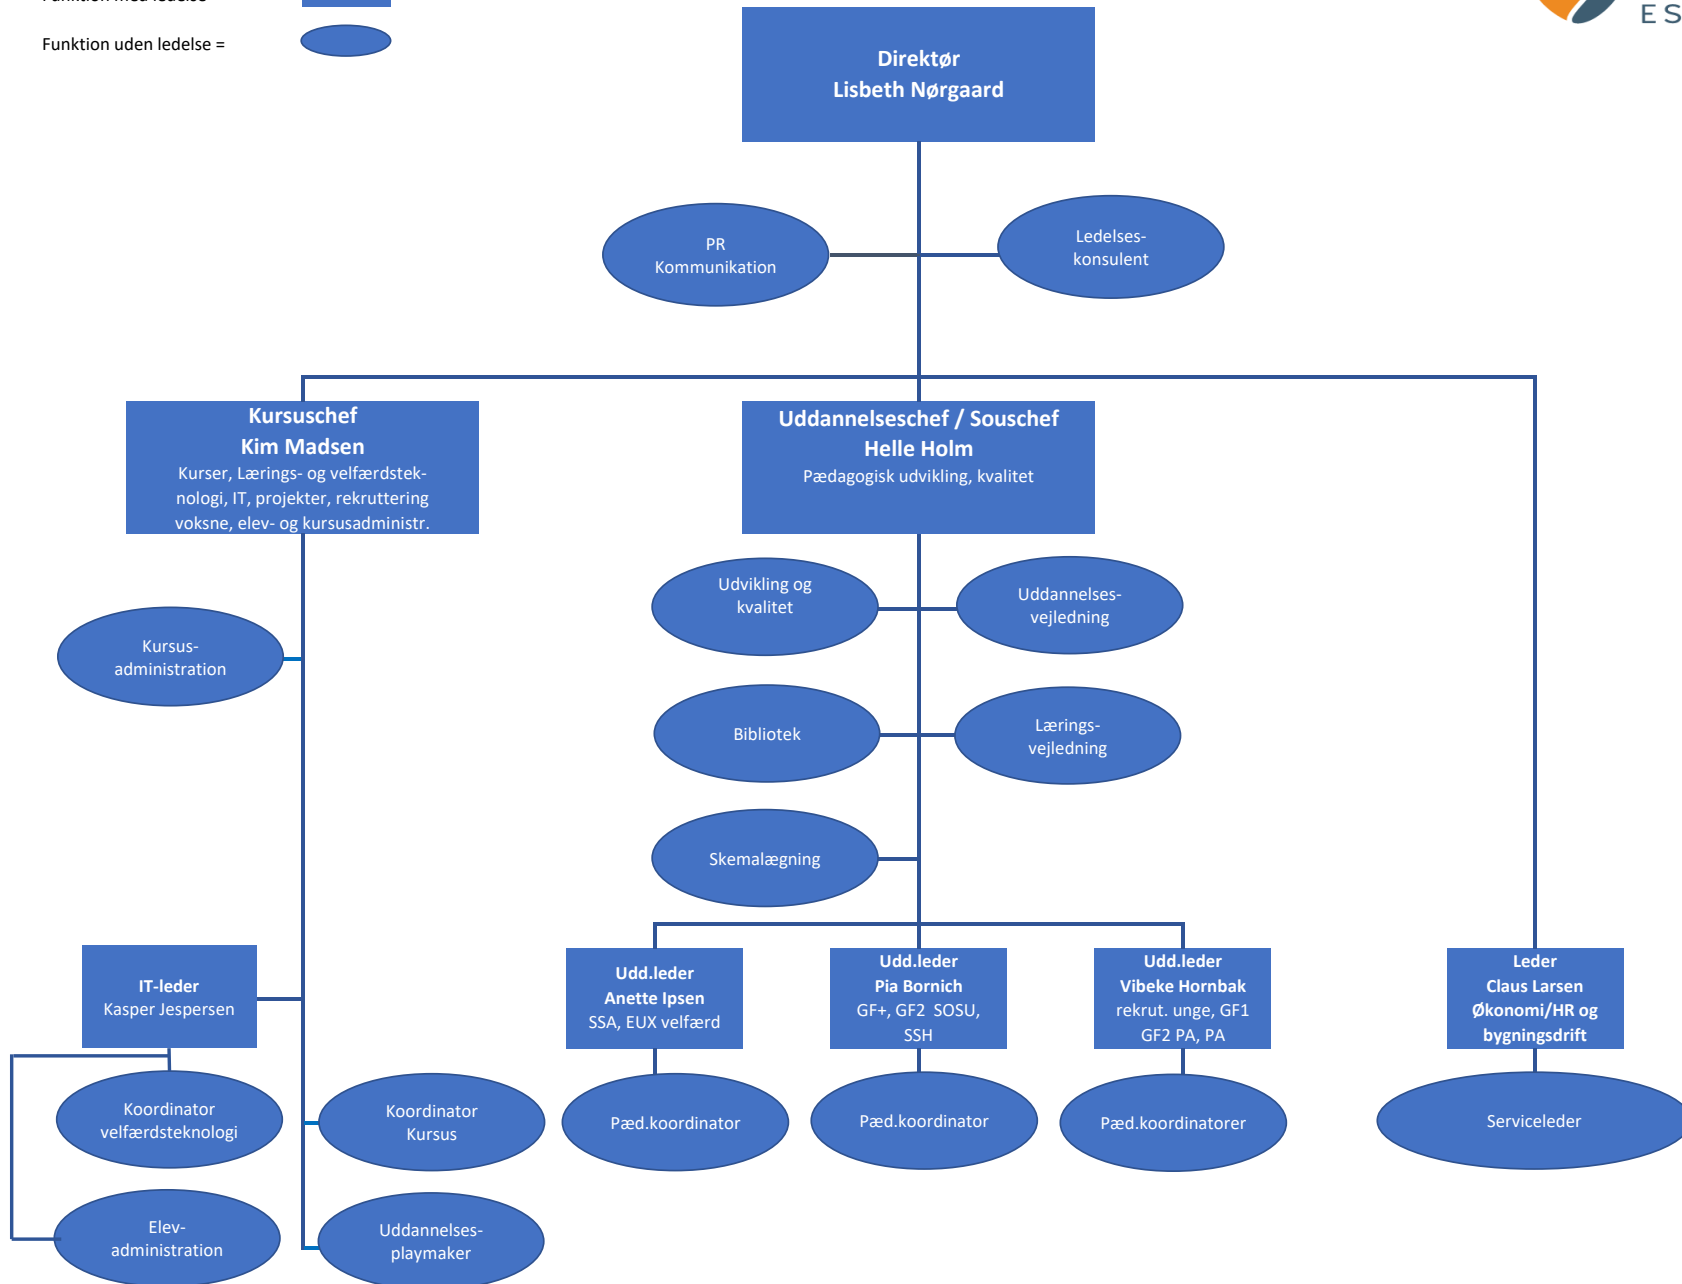 Funktion med ledelse
Funktion uden ledelse =
ES
Direktør
Lisbeth Nørgaard
PR
Kommunikation
Ledelses-
konsulent
Kursuschef
Kim Madsen
Kurser, Lærings- og velfærdstek-
nologi, IT, projekter, rekruttering
voksne, elev- og kursusadministr.
Uddannelseschef / Souschef
Helle Holm
Pædagogisk udvikling, kvalitet
Udvikling og
kvalitet
Uddannelses-
vejledning
Kursus-
administration
Bibliotek
Lærings-
vejledning
Skemalægning
IT-leder
Kasper Jespersen
Udd.leder
Anette Ipsen
SSA, EUX velfærd
Udd.leder
Pia Bornich
GF+, GF2  SOSU,
SSH
Udd.leder
Vibeke Hornbak
rekrut. unge, GF1
GF2 PA, PA
Leder
Claus Larsen
Økonomi/HR og
bygningsdrift
Koordinator
velfærdsteknologi
Koordinator
Kursus
Pæd.koordinator
Pæd.koordinator
Pæd.koordinatorer
Serviceleder
Elev-
administration
Uddannelses-
playmaker